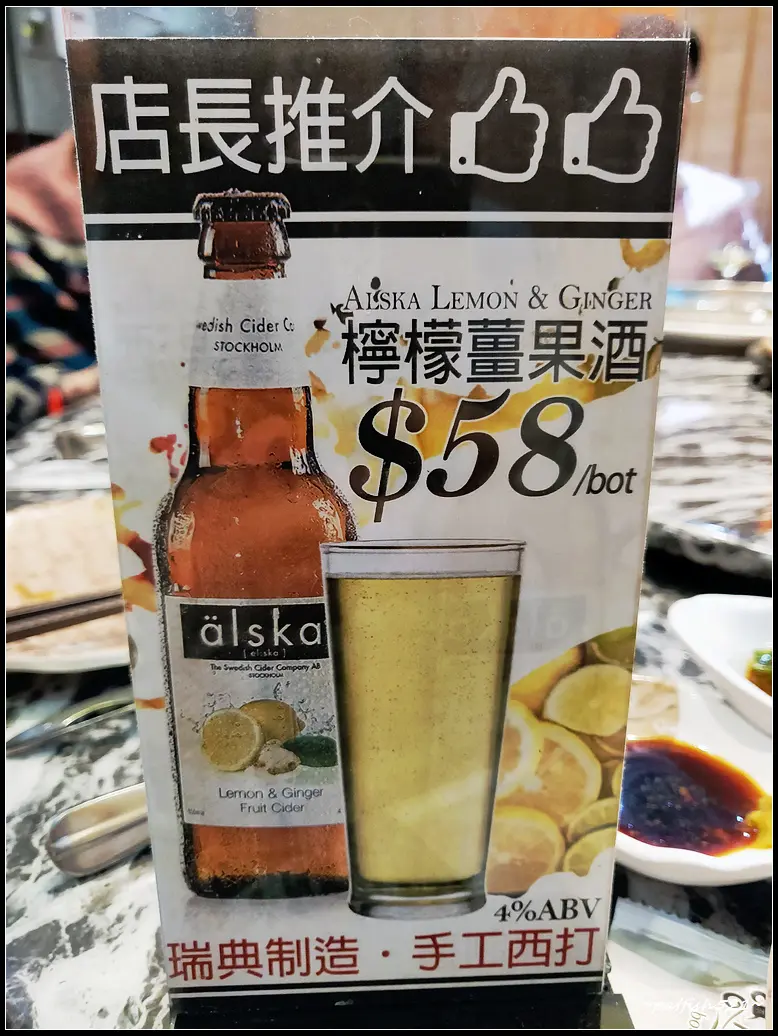 店長推介
ALSKA LEMON & GINGER
檸檬薑果酒
$58/bot
wedish Cider Co
STOCKHOLM
älska
[ elska ]
The Swedish Cider Company AB
STOCKHOLM
Lemon & Ginger
Fruit Cider
4%ABV
瑞典制造・手工西打